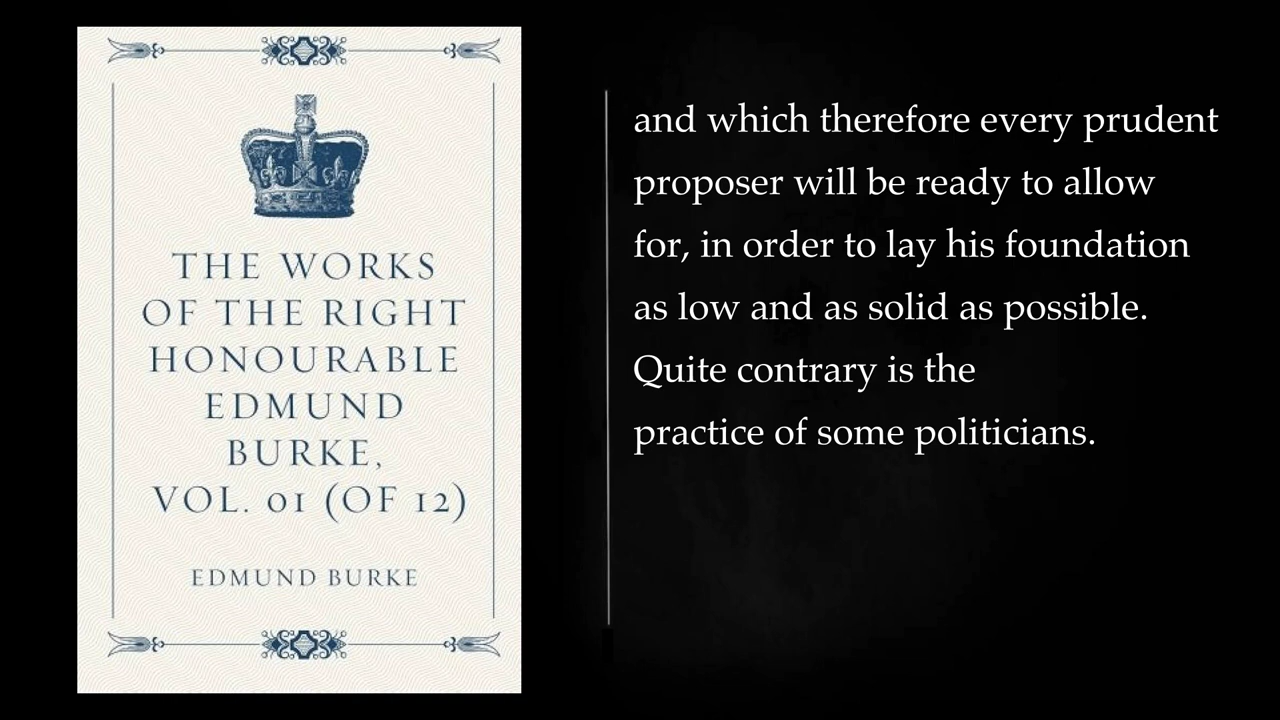 THE WORKS
OF THE RIGHT
HONOURABLE
EDMUND
BURKE,
VOL. 01 (OF 12)
EDMUND BURKE
and which therefore every prudent
proposer will be ready to allow
for, in order to lay his foundation
as low and as solid as possible.
Quite contrary is the
practice of some politicians.